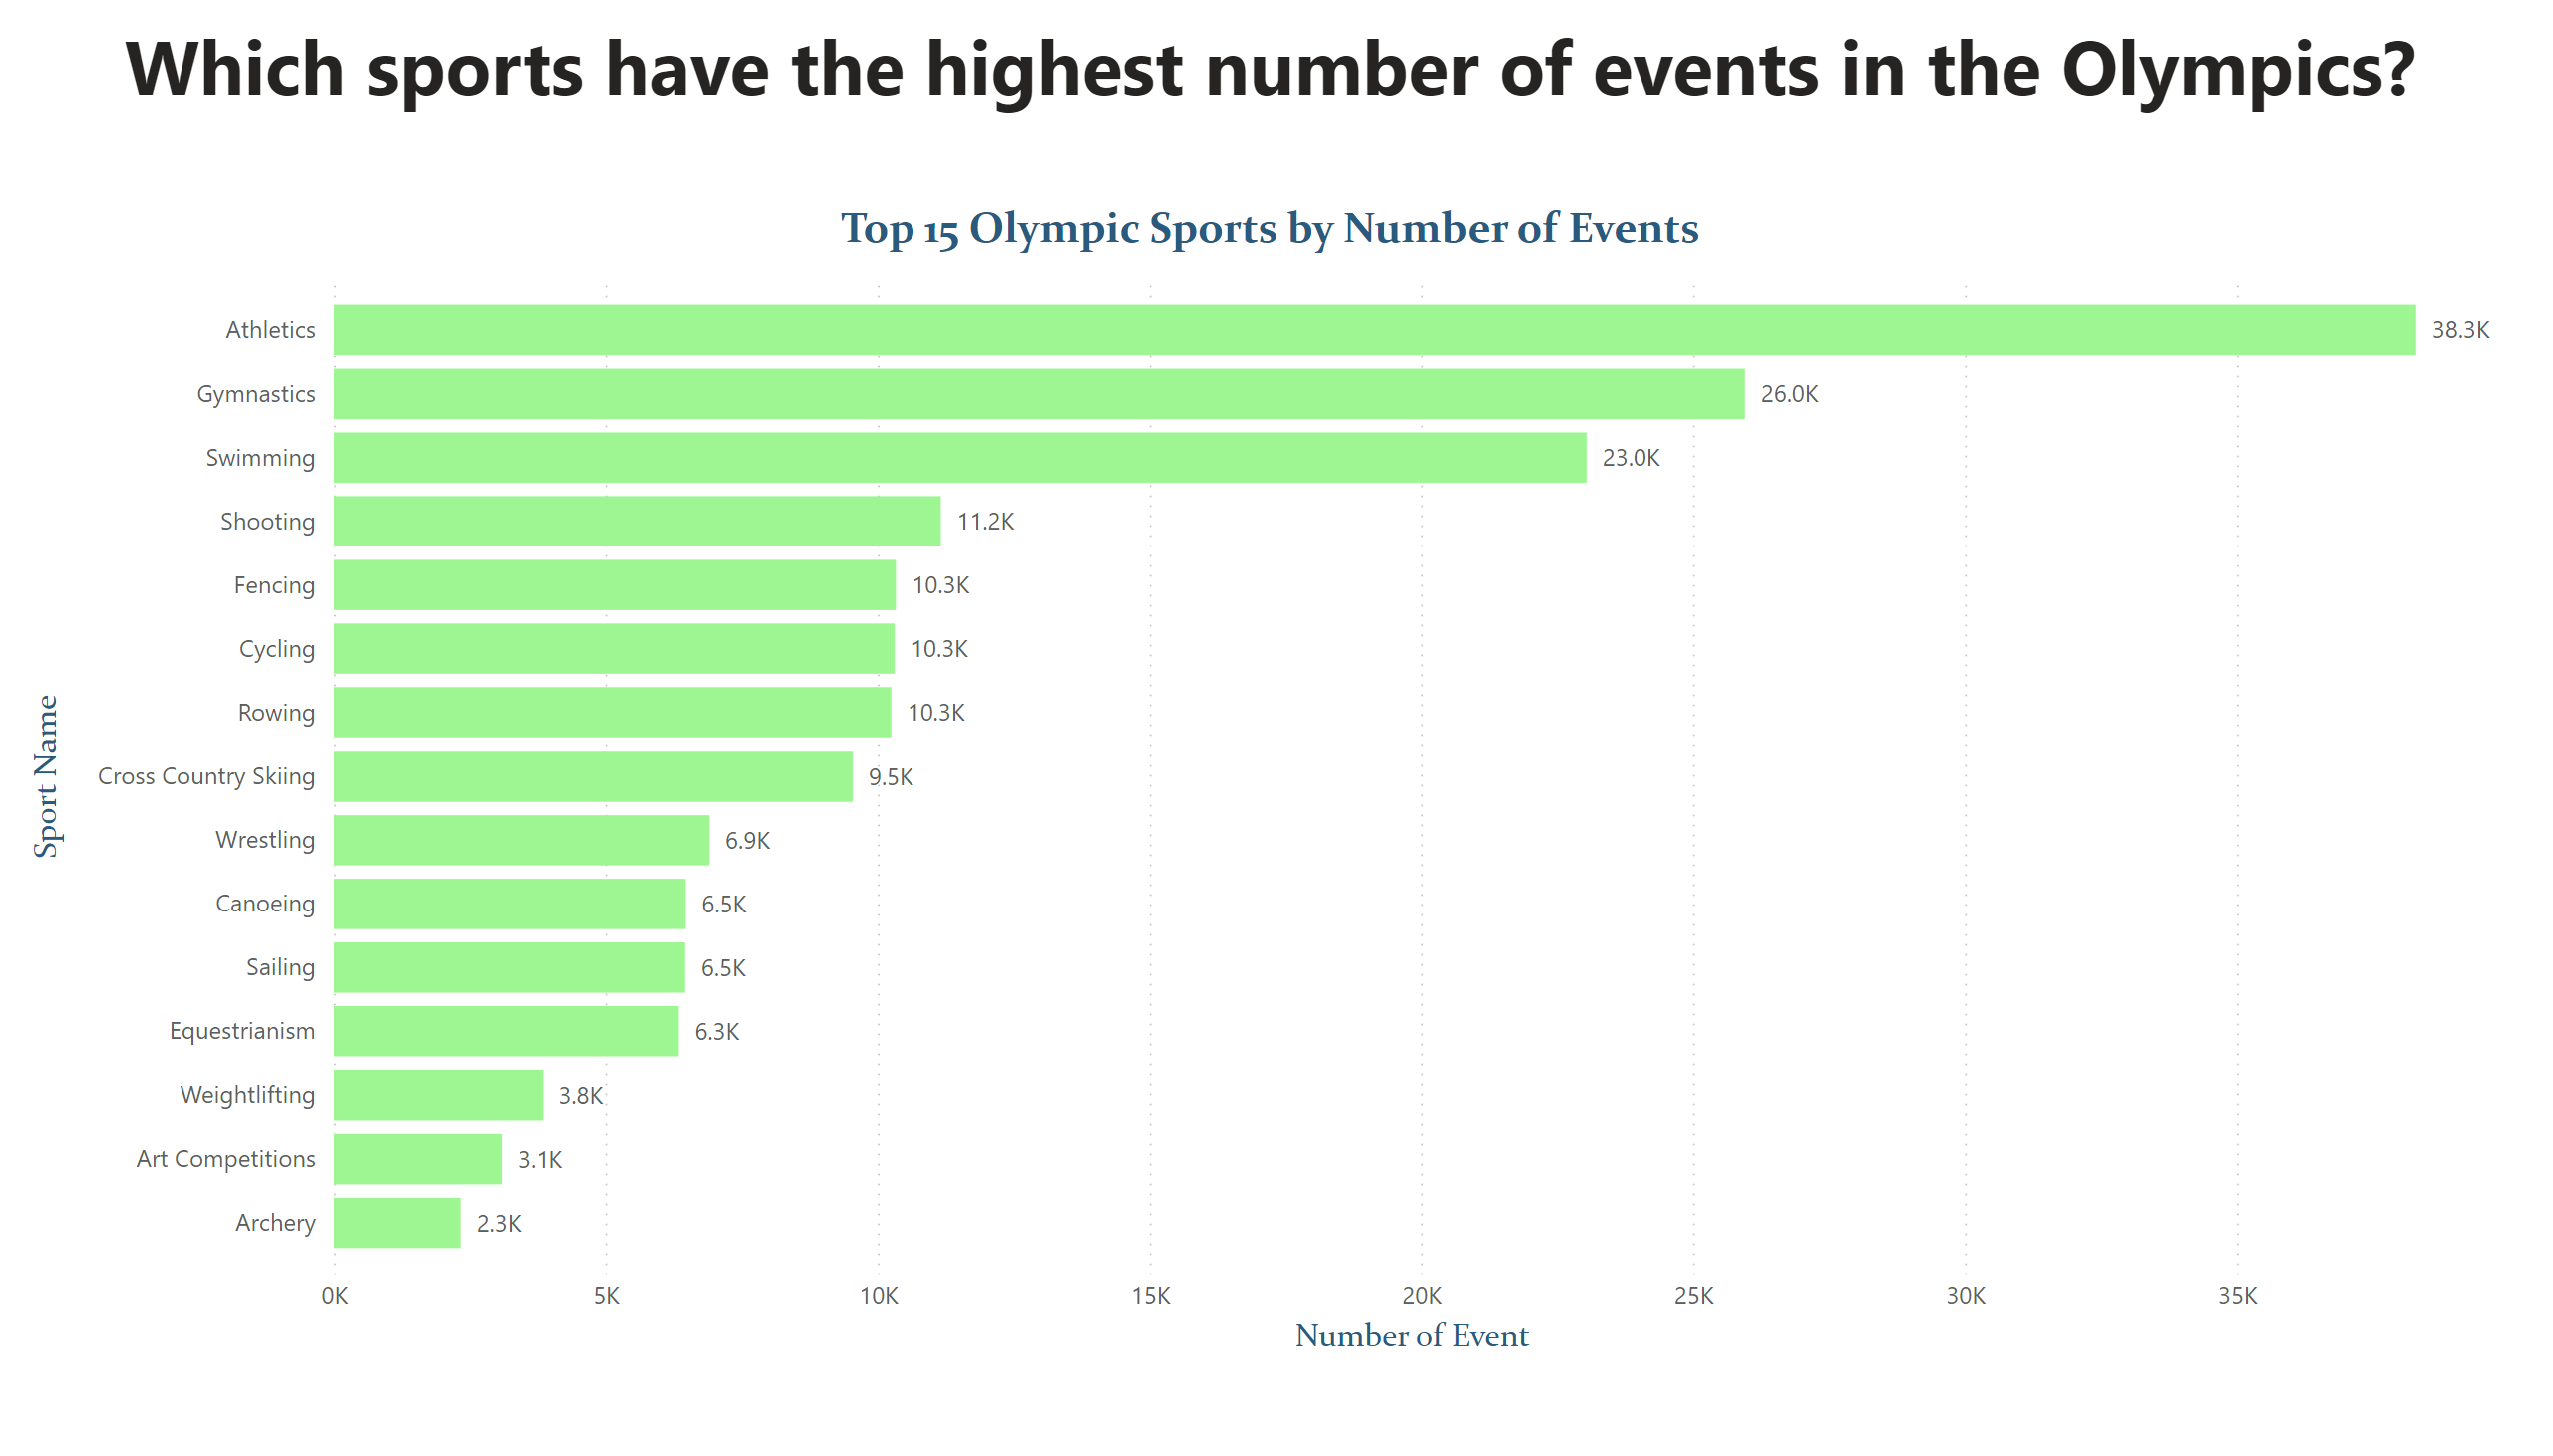 Which sports have the highest number of events in the Olympics?
Top 15 Olympic Sports by Number of Events
Sport Name
Athletics 38.3K
Gymnastics 26.0K
Swimming 23.0K
Shooting 11.2K
Fencing 10.3K
Cycling 10.3K
Rowing 10.3K
Cross Country Skiing 9.5K
Wrestling 6.9K
Canoeing 6.5K
Sailing 6.5K
Equestrianism 6.3K
Weightlifting 3.8K
Art Competitions 3.1K
Archery 2.3K
0K 5K 10K 15K 20K 25K 30K 35K
Number of Event